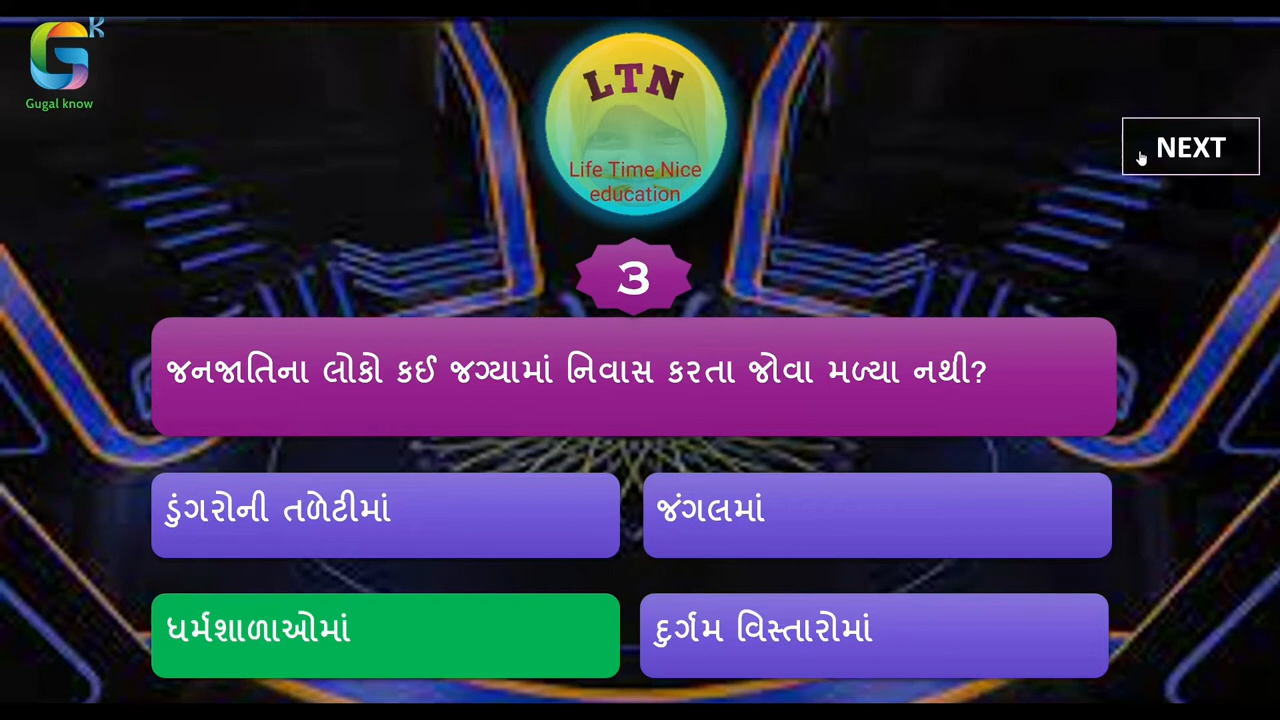 K
G
Gugal know
LTN
Life Time Nice
education
NEXT
3
જનજાતિના લોકો કઈ જગ્યામાં નિવાસ કરતા જોવા મળ્યા નથી?
ડુંગરોની તળેટીમાં
જંગલમાં
ધર્મશાળાઓમાં
દુર્ગમ વિસ્તારોમાં